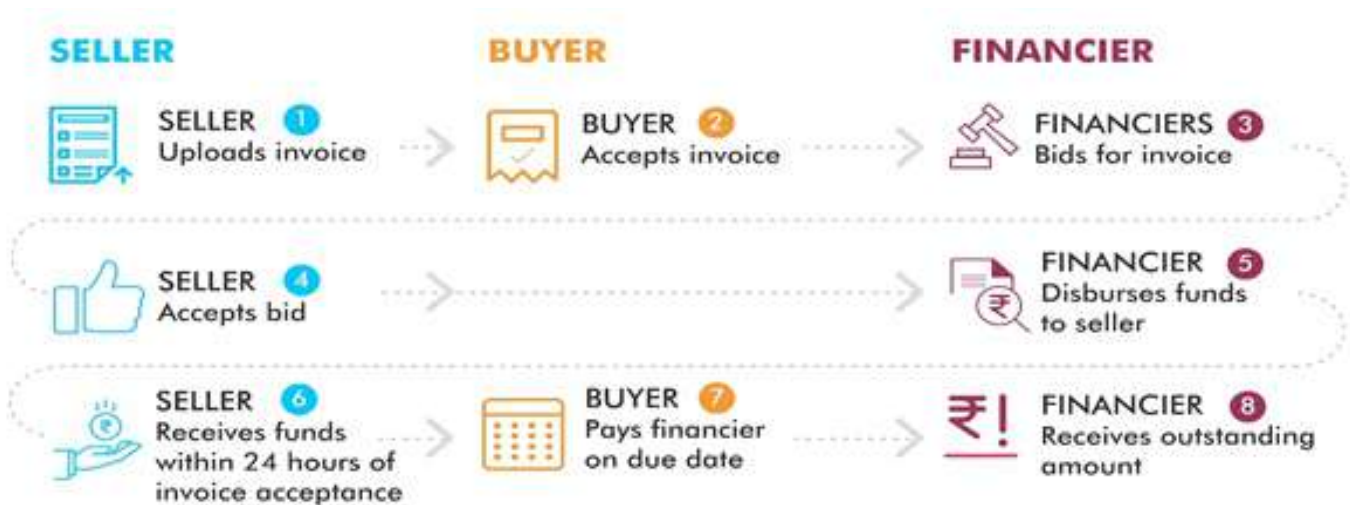 SELLER
BUYER
FINANCIER
SELLER 1
Uploads invoice
BUYER 2
Accepts invoice
FINANCIERS 3
Bids for invoice
SELLER 4
Accepts bid
FINANCIER 5
₹
Disburses funds
to seller
₹
SELLER 6
Receives funds
within 24 hours of
invoice acceptance
BUYER 7
Pays financier
on due date
₹!
FINANCIER 8
Receives outstanding
amount